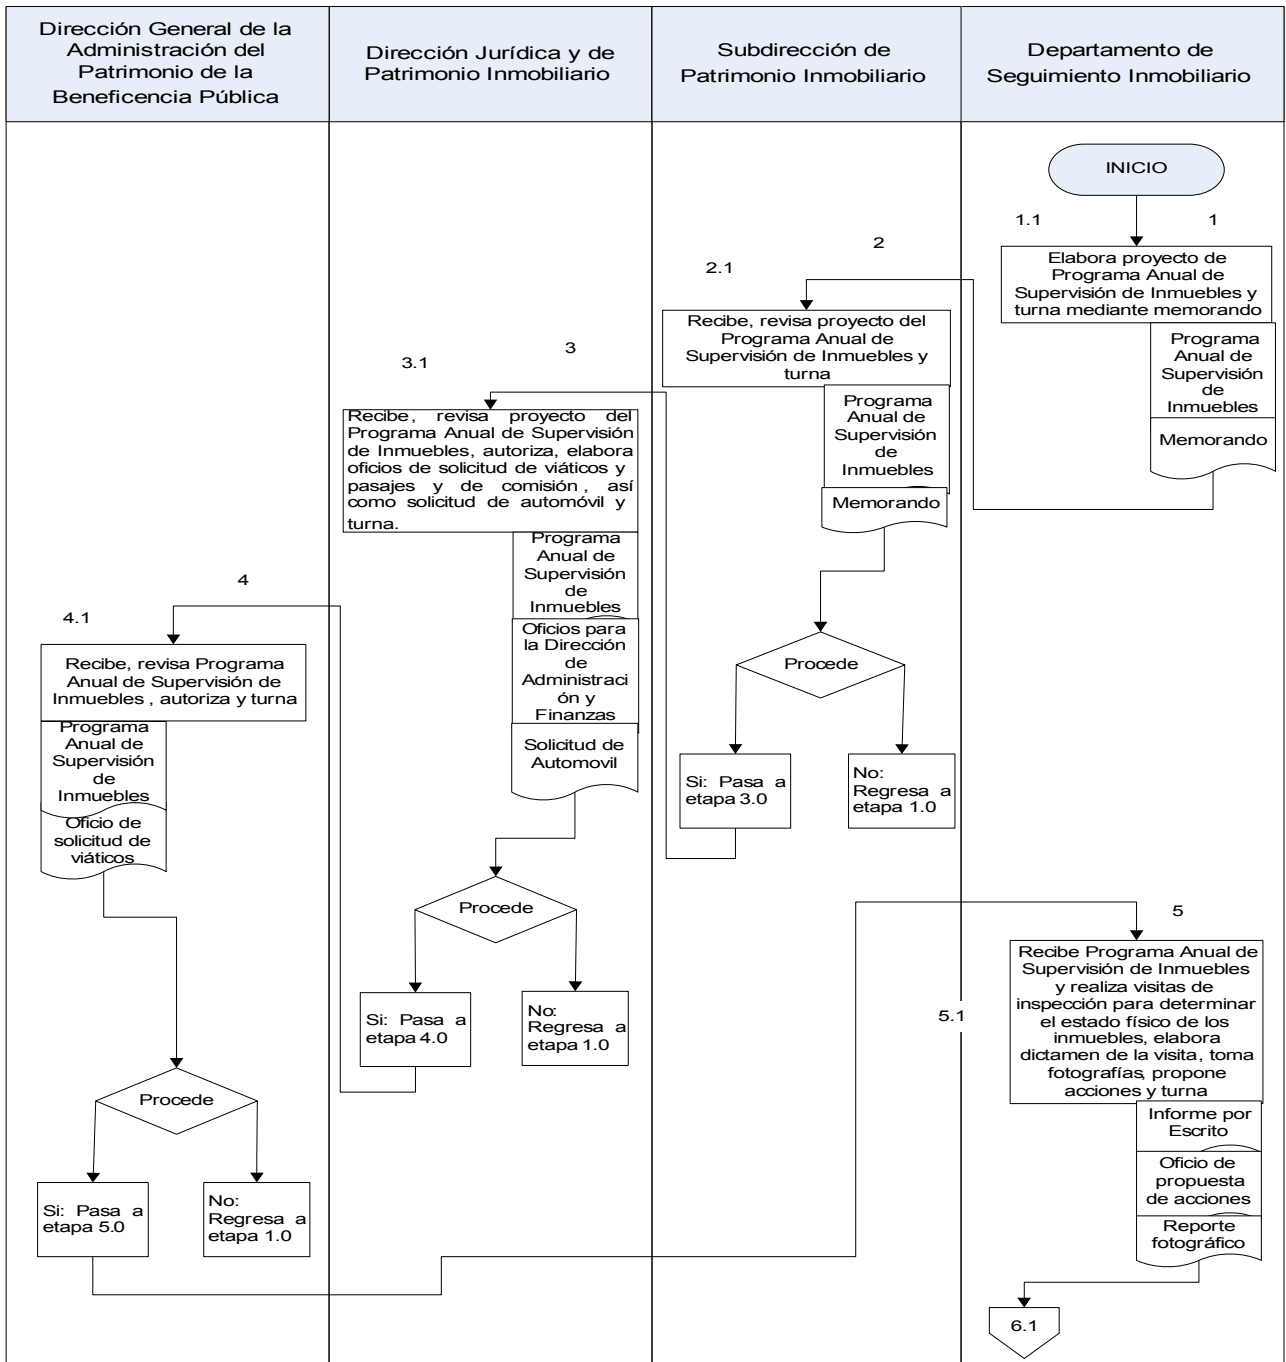 Dirección General de la
Administración del
Patrimonio de la
Beneficencia Pública
Dirección Jurídica y de
Patrimonio Inmobiliario
Subdirección de
Patrimonio Inmobiliario
Departamento de
Seguimiento Inmobiliario
INICIO
1.1
1
Elabora proyecto de
Programa Anual de
Supervisión de Inmuebles y
turna mediante memorando
Programa
Anual de
Supervisión
de
Inmuebles
Memorando
2
2.1
Recibe, revisa proyecto del
Programa Anual de
Supervisión de Inmuebles y
turna
Programa
Anual de
Supervisión
de
Inmuebles
Memorando
Procede
Si: Pasa a
etapa 3.0
No:
Regresa a
etapa 1.0
3
3.1
Recibe, revisa proyecto del
Programa Anual de Supervisión
de Inmuebles, autoriza, elabora
oficios de solicitud de viáticos y
pasajes y de comisión, así
como solicitud de automóvil y
turna.
Programa
Anual de
Supervisión
de
Inmuebles
Oficios para
la Dirección
de
Administraci
ón y
Finanzas
Solicitud de
Automovil
Procede
Si: Pasa a
etapa 4.0
No:
Regresa a
etapa 1.0
4
4.1
Recibe, revisa Programa
Anual de Supervisión de
Inmuebles , autoriza y turna
Programa
Anual de
Supervisión
de
Inmuebles
Oficio de
solicitud de
viáticos
Procede
Si: Pasa a
etapa 5.0
No:
Regresa a
etapa 1.0
5
5.1
Recibe Programa Anual de
Supervisión de Inmuebles
y realiza visitas de
inspección para determinar
el estado físico de los
inmuebles, elabora
dictamen de la visita, toma
fotografías, propone
acciones y turna
Informe por
Escrito
Oficio de
propuesta
de acciones
Reporte
fotográfico
6.1